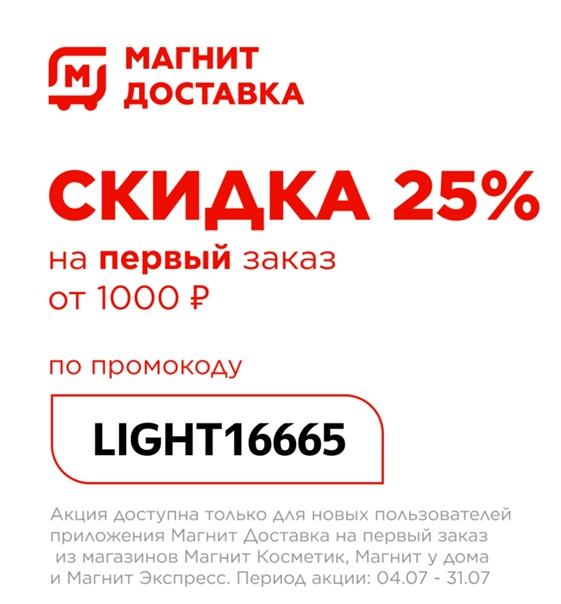 МАГНИТ
ДОСТАВКА
СКИДКА 25%
на первый заказ
от 1000 ₽
по промокоду
LIGHT16665
Акция доступна только для новых пользователей
приложения Магнит Доставка на первый заказ
из магазинов Магнит Косметик, Магнит у дома
и Магнит Экспресс. Период акции: 04.07 - 31.07